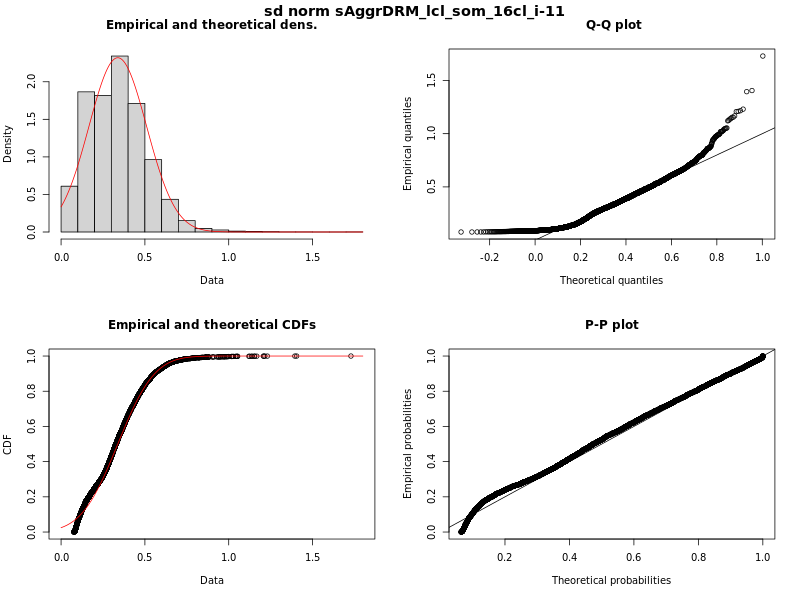 sd norm sAggrDRM_lcl_som_16cl_i-11
Empirical and theoretical dens.
Density
0.0 0.5 1.0 1.5 2.0
0.0 0.5 1.0 1.5
Data
Q-Q plot
Empirical quantiles
0.5 1.0 1.5
-0.2 0.0 0.2 0.4 0.6 0.8 1.0
Theoretical quantiles
Empirical and theoretical CDFs
CDF
0.0 0.2 0.4 0.6 0.8 1.0
0.0 0.5 1.0 1.5
Data
P-P plot
Empirical probabilities
0.0 0.2 0.4 0.6 0.8 1.0
0.2 0.4 0.6 0.8 1.0
Theoretical probabilities